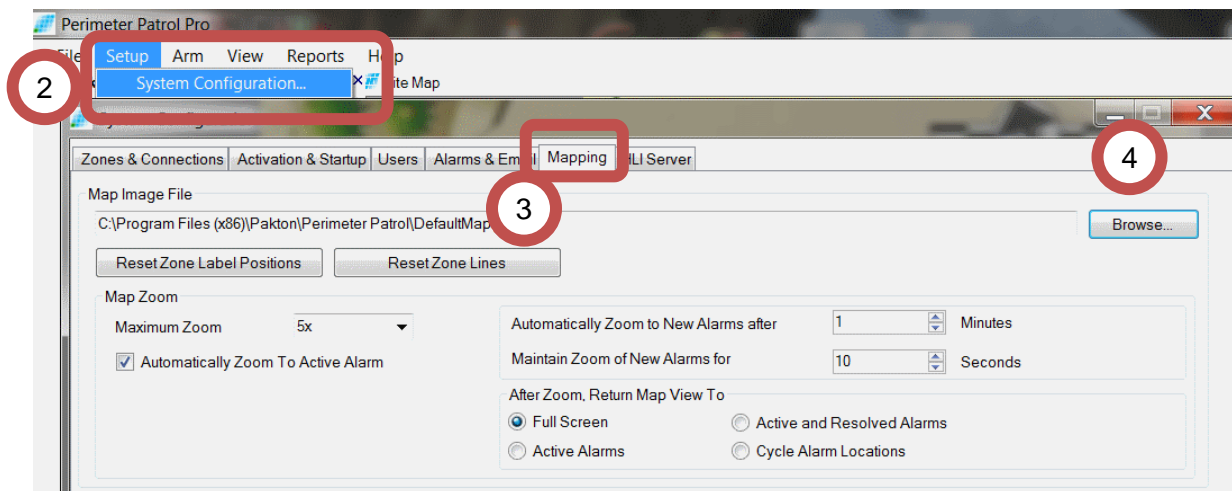 Perimeter Patrol Pro
Setup Arm View Reports
2
System Configuration...
Map
Zones & Connections Activation & Startup Users Alarms & Mapping Server
3
4
Map Image File
C:\Program Files (x86)\Pakton\Perimeter Patrol\DefaultMap
Browse...
Reset Zone Label Positions Reset Zone Lines
Map Zoom
Maximum Zoom 5x
Automatically Zoom to New Alarms after 1 Minutes
Automatically Zoom To Active Alarm
Maintain Zoom of New Alarms for 10 Seconds
After Zoom, Return Map View To
Full Screen Active and Resolved Alarms
Active Alarms Cycle Alarm Locations